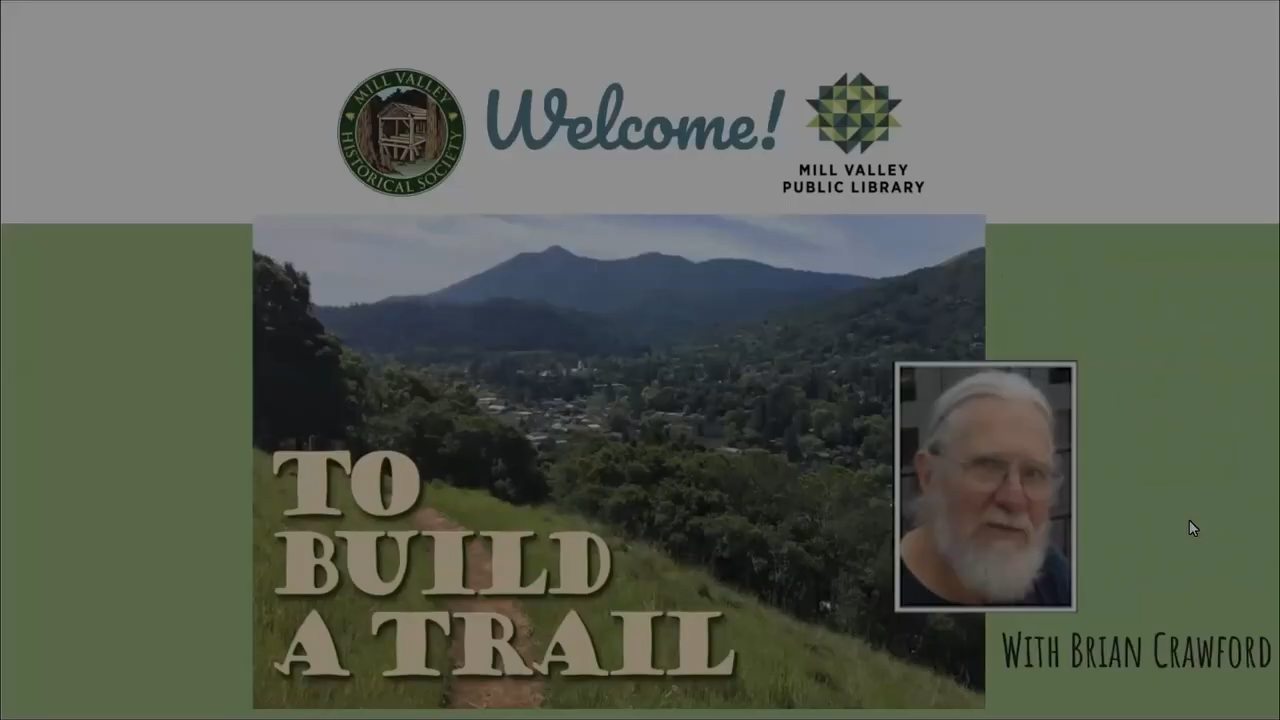 MILL VALLEY
HISTORICAL SOCIETY
Welcome!
MILL VALLEY
PUBLIC LIBRARY
TO
BUILD
A TRAIL
WITH BRIAN CRAWFORD